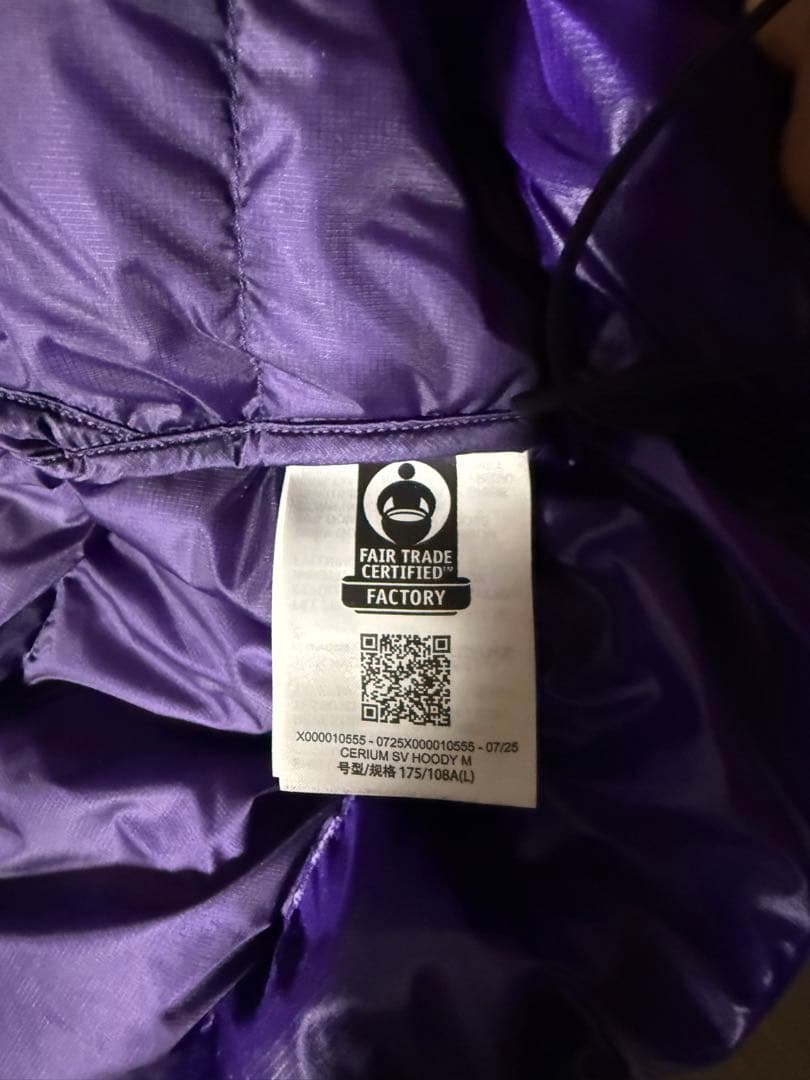 FAIR TRADE
CERTIFIED™
FACTORY
X000010555 - 0725X000010555 - 07/25
CERIUM SV HOODY M
号型/规格 175/108A(L)